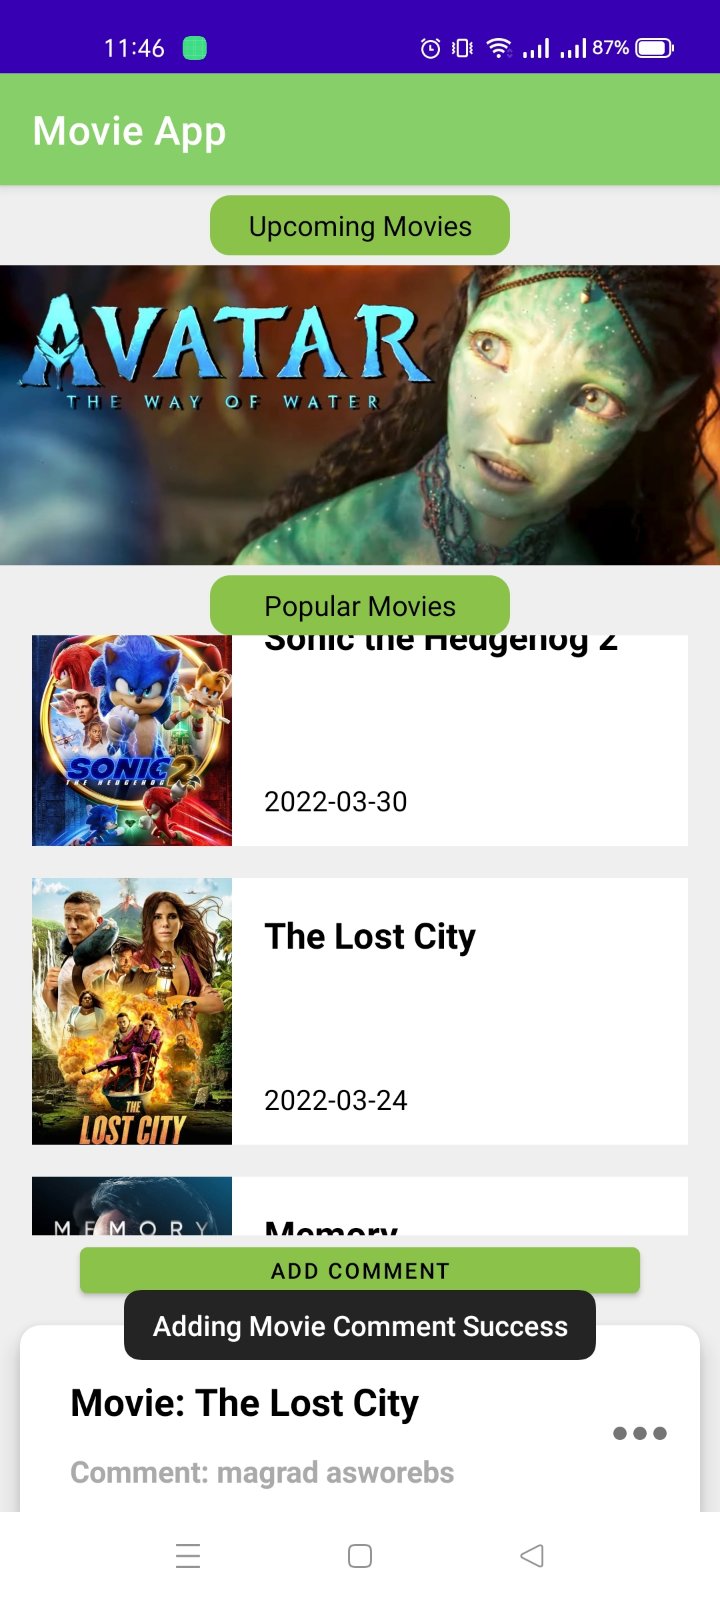 11:46
87%
Movie App
Upcoming Movies
AVATAR
THE WAY OF WATER
Popular Movies
Sonic the Hedgehog 2
SONIC 2
THE HEDGEHOG
2022-03-30
The Lost City
THE
LOST CITY
2022-03-24
MEMORY
Memory
ADD COMMENT
Adding Movie Comment Success
Movie: The Lost City
Comment: magrad asworebs